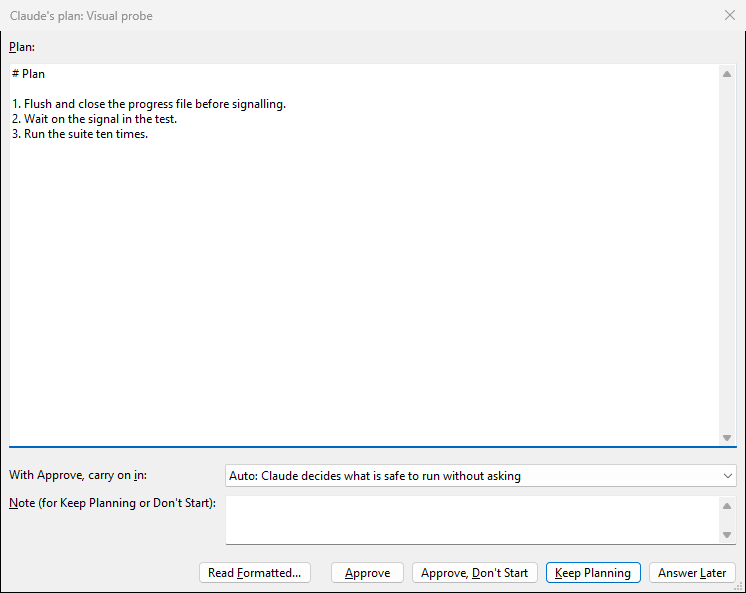 Claude's plan: Visual probe
Plan:
# Plan
1. Flush and close the progress file before signalling.
2. Wait on the signal in the test.
3. Run the suite ten times.
With Approve, carry on in:
Auto: Claude decides what is safe to run without asking
Note (for Keep Planning or Don't Start):
Read Formatted...
Approve
Approve, Don't Start
Keep Planning
Answer Later